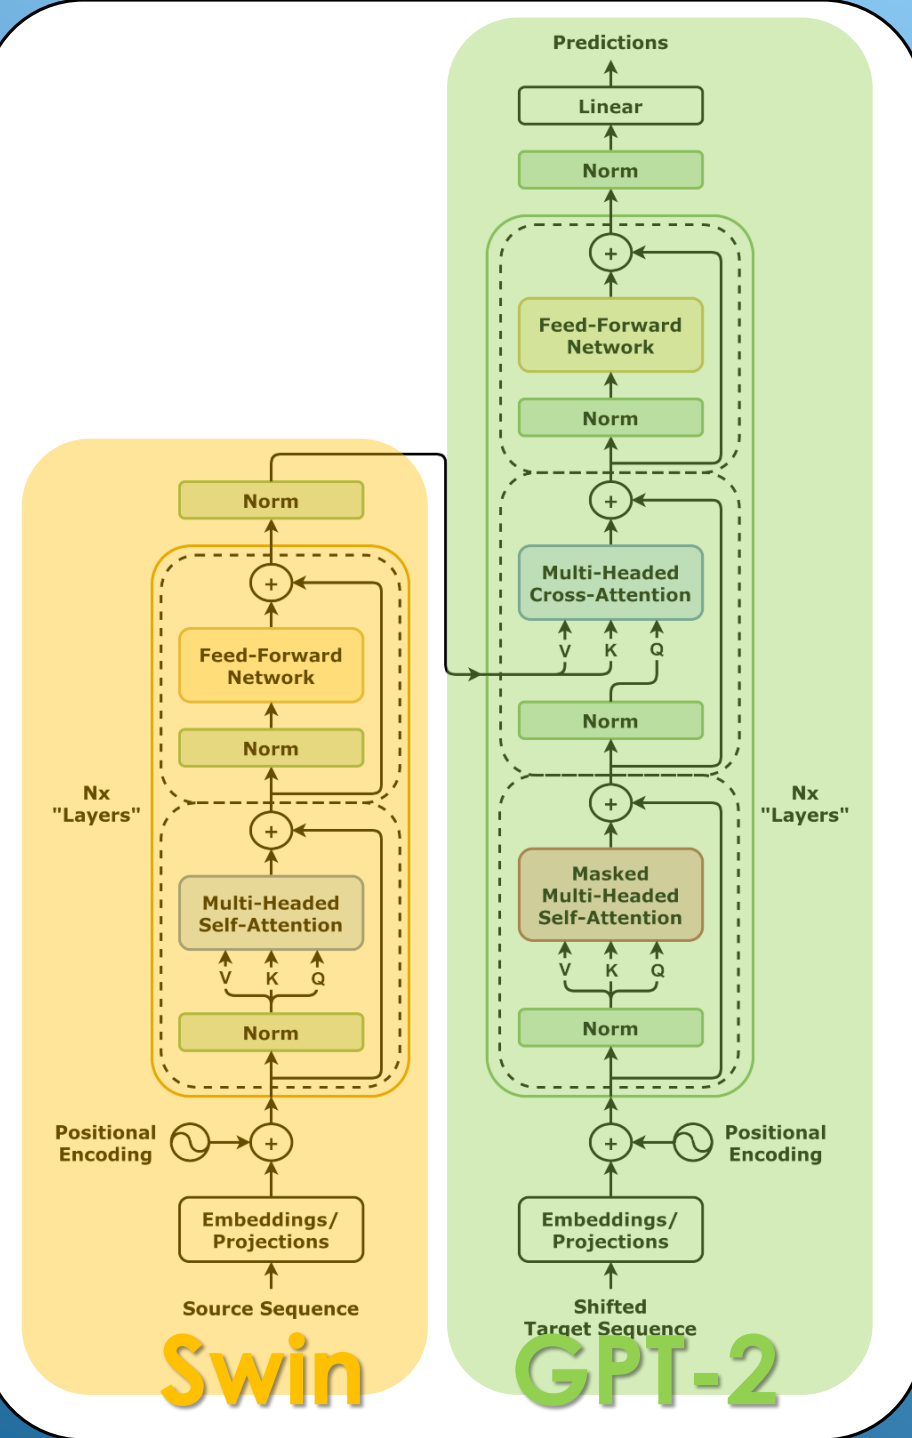 Predictions
Linear
Norm
+
Feed-Forward
Network
Norm
+
Multi-Headed
Cross-Attention
V K Q
Norm
+
Masked
Multi-Headed
Self-Attention
V K Q
Norm
Nx
"Layers"
+
Positional
Encoding
Embeddings/
Projections
Shifted
Target Sequence
GPT-2
Norm
+
Feed-Forward
Network
Norm
+
Multi-Headed
Self-Attention
V K Q
Norm
Nx
"Layers"
Positional
Encoding
+
Embeddings/
Projections
Source Sequence
Swin